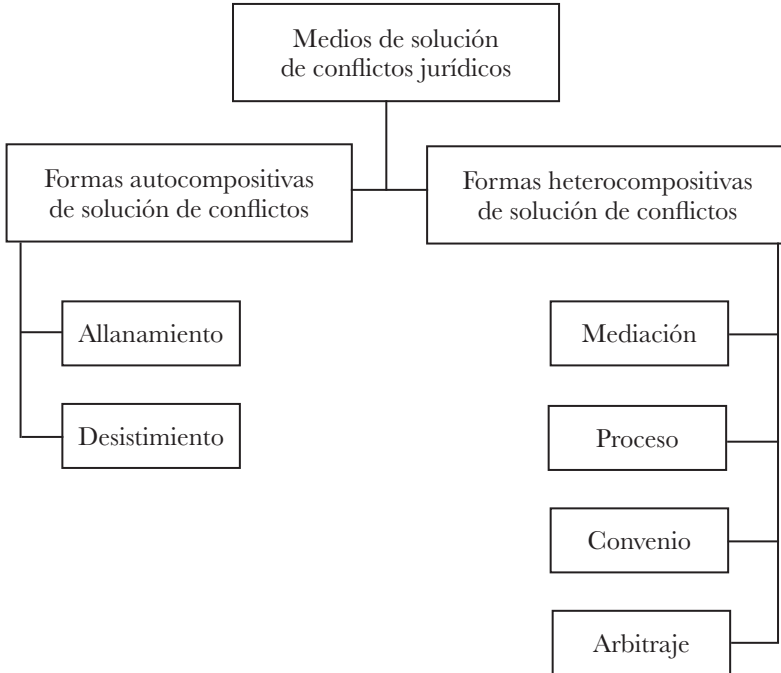 Medios de solución
de conflictos jurídicos
Formas autocompositivas
de solución de conflictos
Formas heterocompositivas
de solución de conflictos
Allanamiento
Desistimiento
Mediación
Proceso
Convenio
Arbitraje